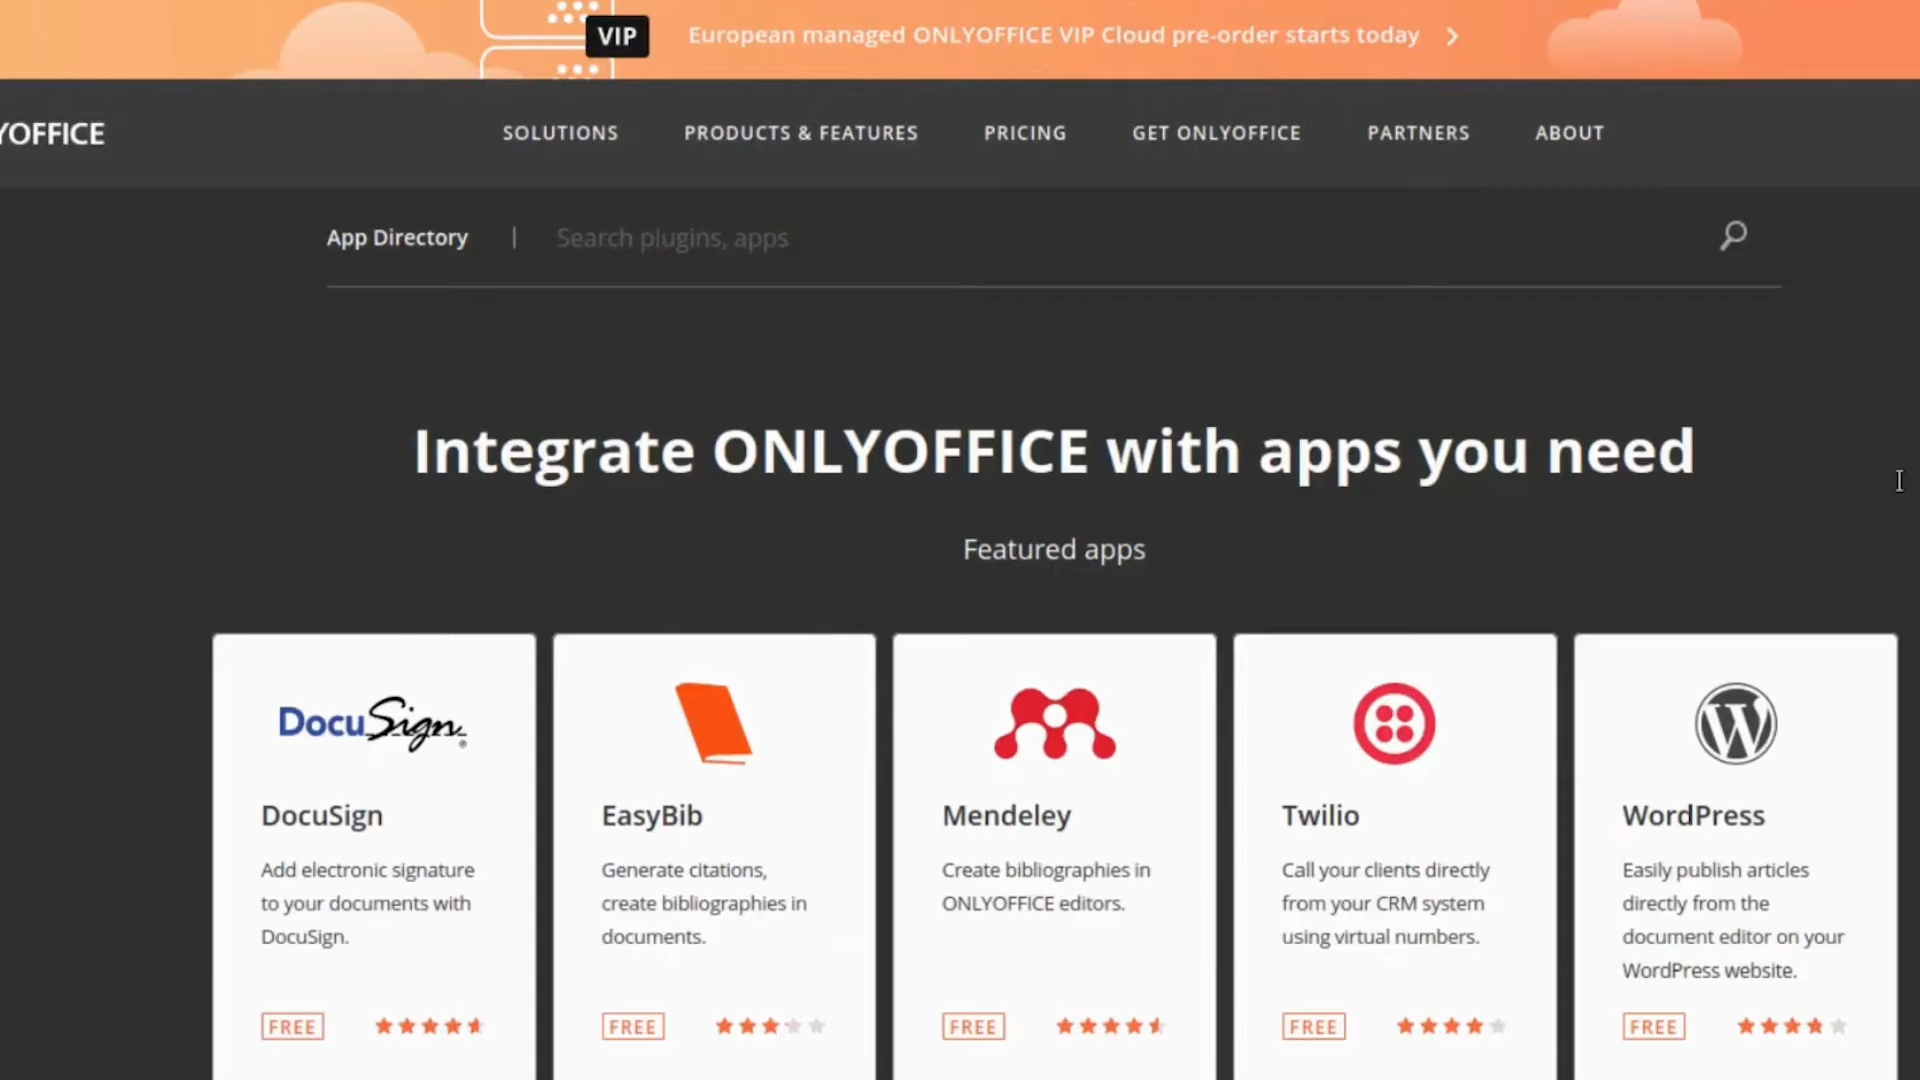 VIP European managed ONLYOFFICE VIP Cloud pre-order starts today
YOFFICE SOLUTIONS PRODUCTS & FEATURES PRICING GET ONLYOFFICE PARTNERS ABOUT
App Directory | Search plugins, apps
Integrate ONLYOFFICE with apps you need
Featured apps
DocuSign
DocuSign
Add electronic signature
to your documents with
DocuSign.
FREE
EasyBib
Generate citations,
create bibliographies in
documents.
FREE
Mendeley
Create bibliographies in
ONLYOFFICE editors.
FREE
Twilio
Call your clients directly
from your CRM system
using virtual numbers.
FREE
WordPress
Easily publish articles
directly from the
document editor on your
WordPress website.
FREE